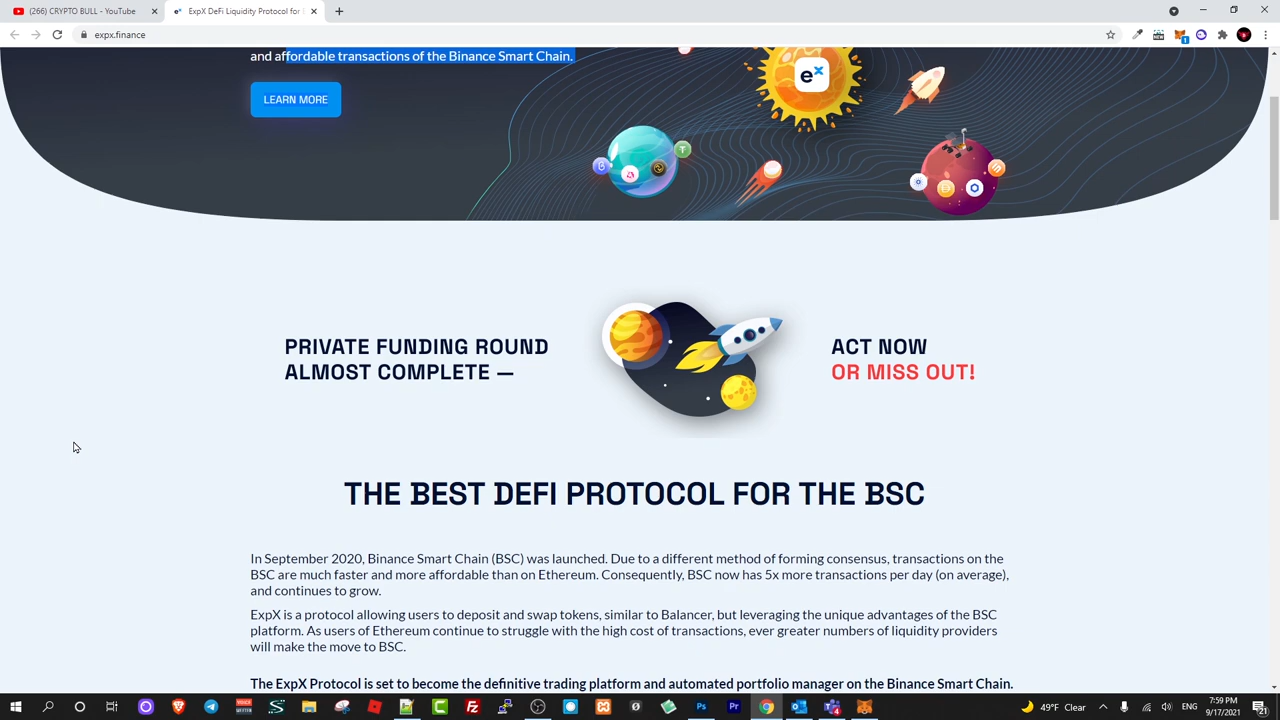 (266) CRYPTO BULL - YouTube
ExpX DeFi Liquidity Protocol for
expx.finance
and affordable transactions of the Binance Smart Chain.
LEARN MORE
ex
PRIVATE FUNDING ROUND
ALMOST COMPLETE —
ACT NOW
OR MISS OUT!
THE BEST DEFI PROTOCOL FOR THE BSC
In September 2020, Binance Smart Chain (BSC) was launched. Due to a different method of forming consensus, transactions on the
BSC are much faster and more affordable than on Ethereum. Consequently, BSC now has 5x more transactions per day (on average),
and continues to grow.
ExpX is a protocol allowing users to deposit and swap tokens, similar to Balancer, but leveraging the unique advantages of the BSC
platform. As users of Ethereum continue to struggle with the high cost of transactions, ever greater numbers of liquidity providers
will make the move to BSC.
The ExpX Protocol is set to become the definitive trading platform and automated portfolio manager on the Binance Smart Chain.
49°F Clear
7:59 PM
9/17/2021